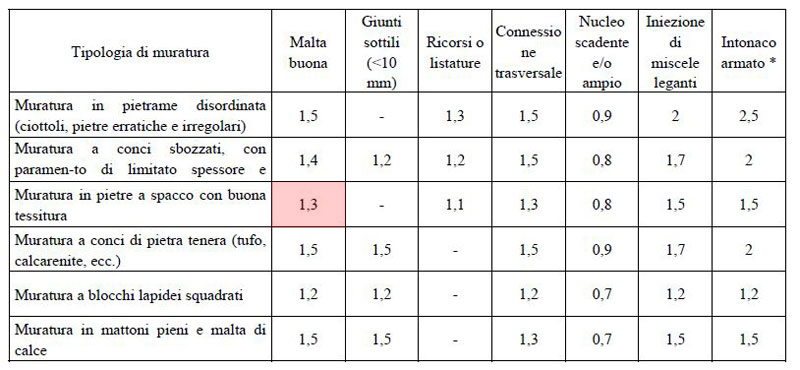 Tipologia di muratura
Malta
buona
Giunti
sottili
(<10
mm)
Ricorsi o
listature
Connessio
ne
trasversale
Nucleo
scadente
e/o
ampio
Iniezione
di
miscele
leganti
Intonaco
armato *
Muratura in pietrame disordinata
(ciottoli, pietre erratiche e irregolari)
1,5 - 1,3 1,5 0,9 2 2,5
Muratura a conci sbozzati, con
paramen-to di limitato spessore e
1,4 1,2 1,2 1,5 0,8 1,7 2
Muratura in pietre a spacco con buona
tessitura
1,3 - 1,1 1,3 0,8 1,5 1,5
Muratura a conci di pietra tenera (tufo,
calcarenite, ecc.)
1,5 1,5 - 1,5 0,9 1,7 2
Muratura a blocchi lapidei squadrati
1,2 1,2 - 1,2 0,7 1,2 1,2
Muratura in mattoni pieni e malta di
calce
1,5 1,5 - 1,3 0,7 1,5 1,5